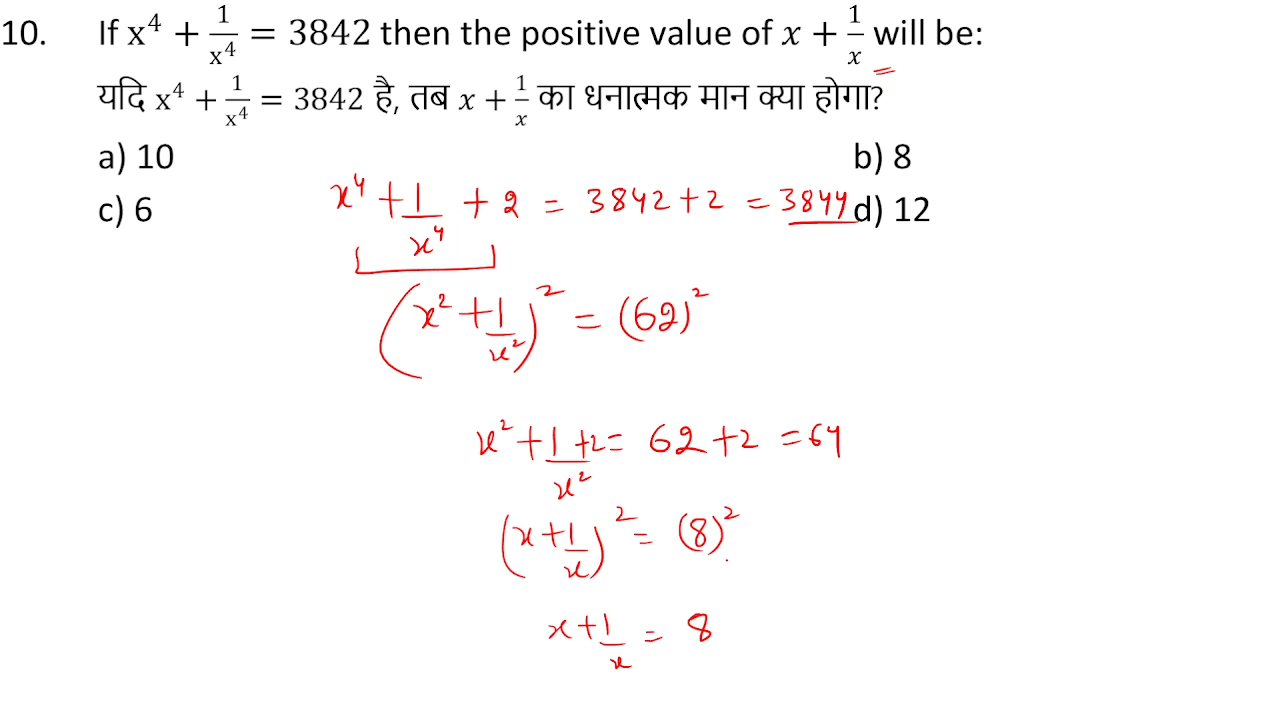 10. If x⁴ + 1/x⁴ = 3842 then the positive value of x + 1/x will be:
यदि x⁴ + 1/x⁴ = 3842 है, तब x + 1/x का धनात्मक मान क्या होगा?
a) 10 b) 8
c) 6 d) 12
x⁴ + 1/x⁴ + 2 = 3842 + 2 = 3844
(x² + 1/x²)² = (62)²
x² + 1/x² + 2 = 62 + 2 = 64
(x + 1/x)² = (8)²
x + 1/x = 8